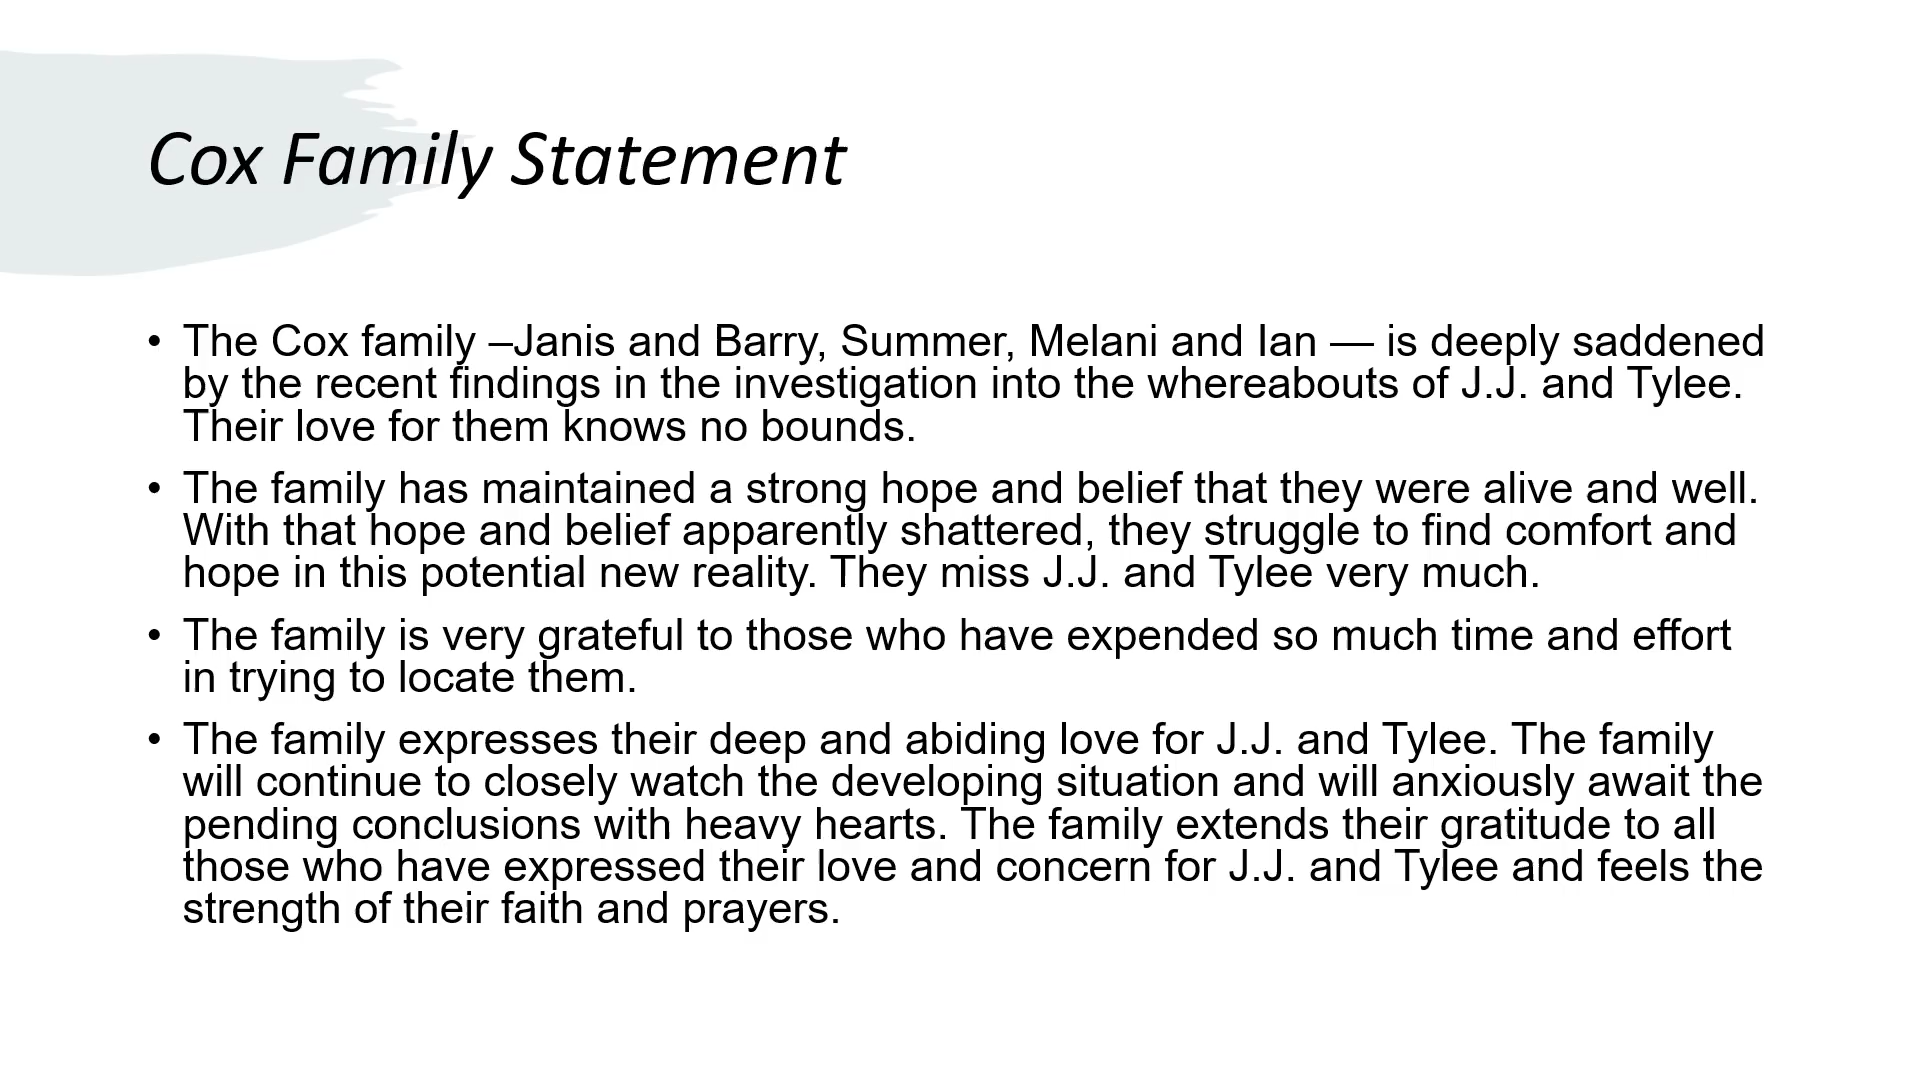 Cox Family Statement
• The Cox family –Janis and Barry, Summer, Melani and Ian — is deeply saddened
by the recent findings in the investigation into the whereabouts of J.J. and Tylee.
Their love for them knows no bounds.
• The family has maintained a strong hope and belief that they were alive and well.
With that hope and belief apparently shattered, they struggle to find comfort and
hope in this potential new reality. They miss J.J. and Tylee very much.
• The family is very grateful to those who have expended so much time and effort
in trying to locate them.
• The family expresses their deep and abiding love for J.J. and Tylee. The family
will continue to closely watch the developing situation and will anxiously await the
pending conclusions with heavy hearts. The family extends their gratitude to all
those who have expressed their love and concern for J.J. and Tylee and feels the
strength of their faith and prayers.